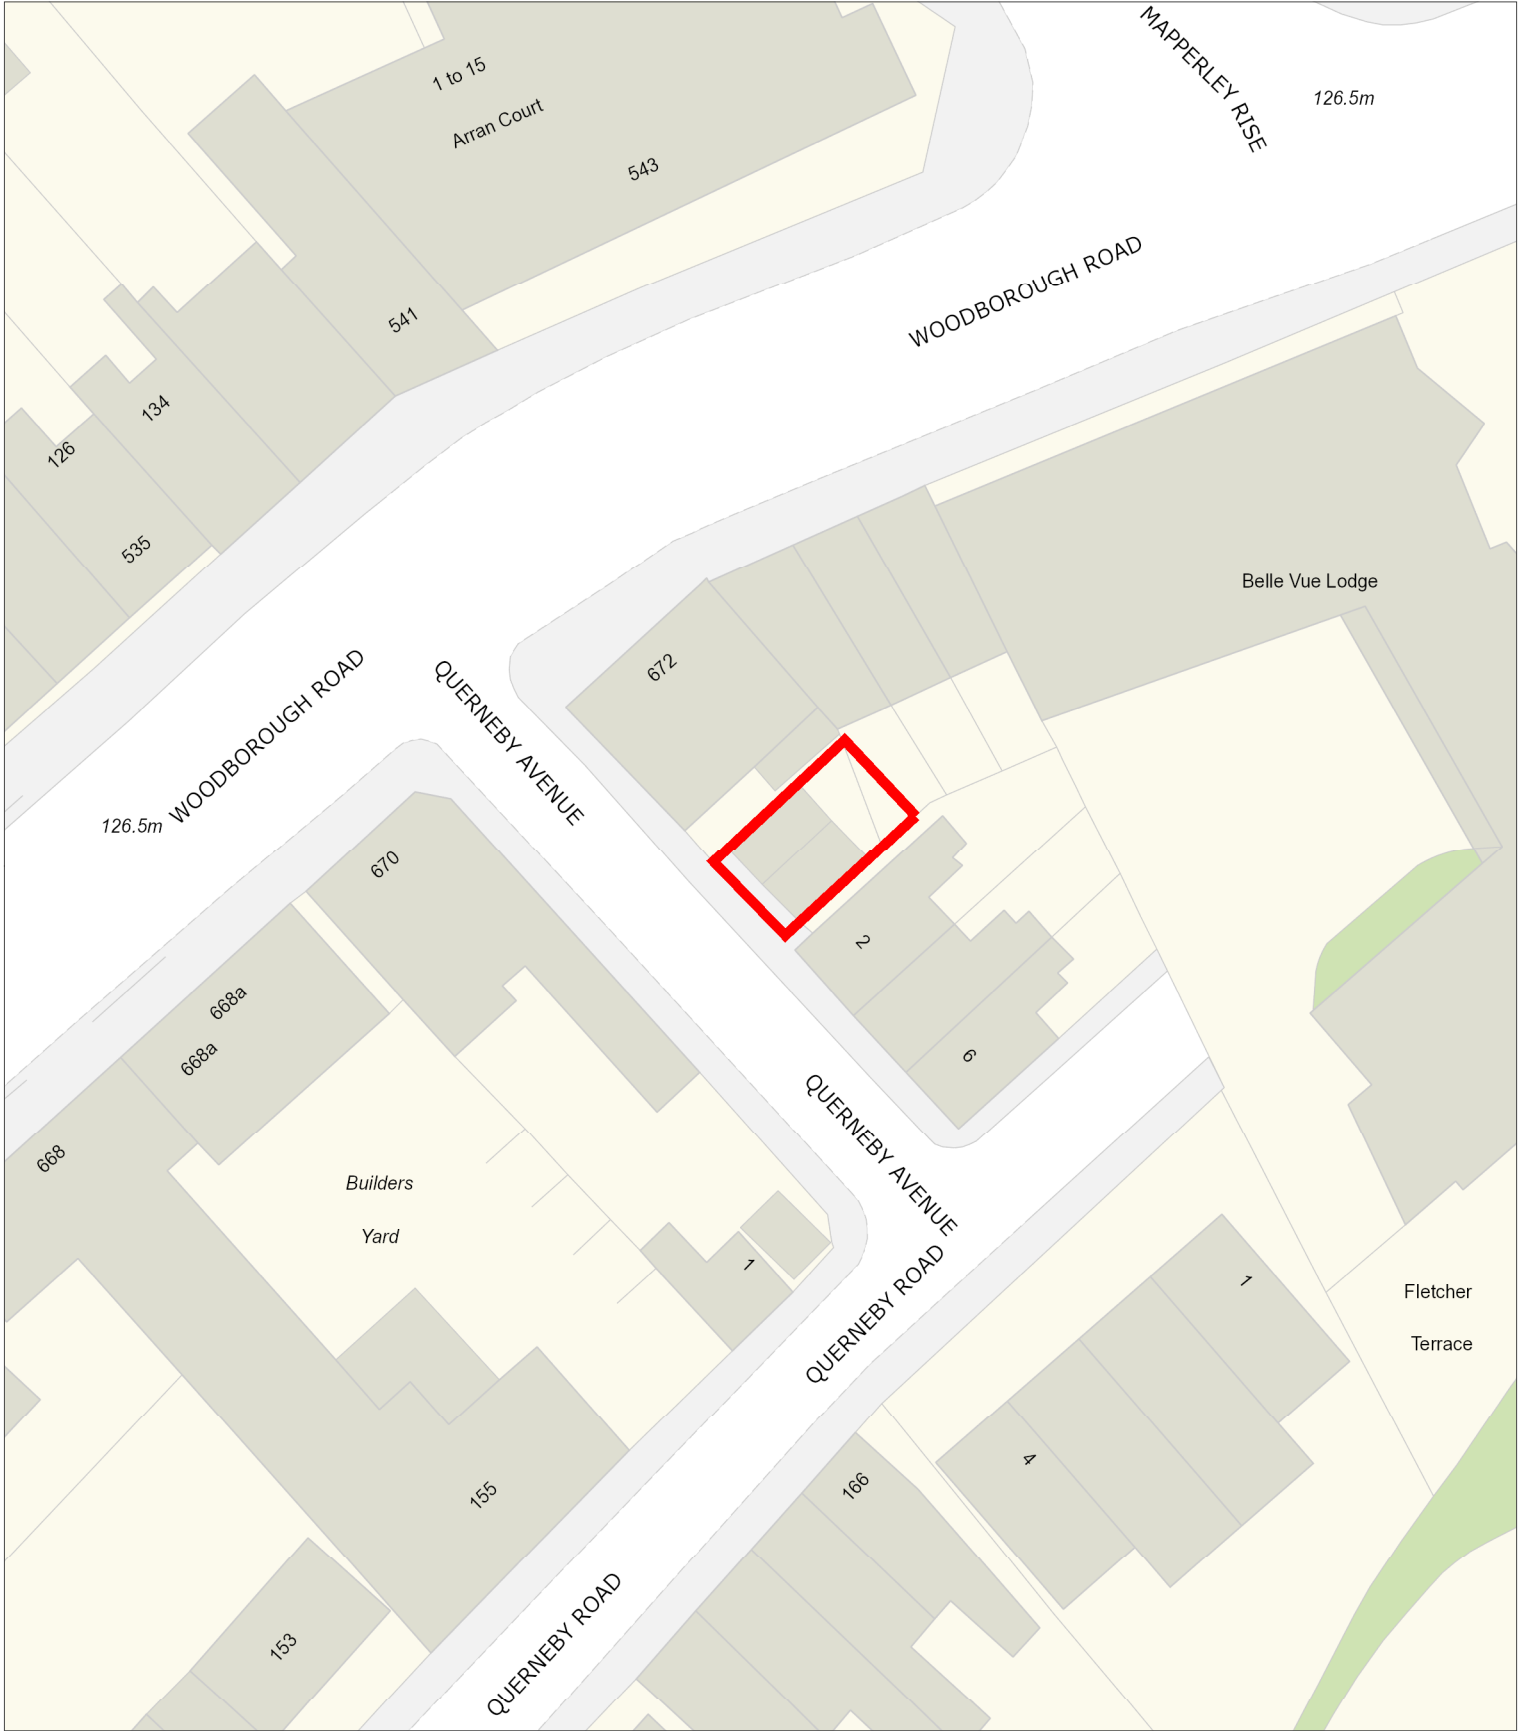 MAPPERLEY RISE
1 to 15
126.5m
Arran Court
543
WOODBOROUGH ROAD
541
134
126
535
Belle Vue Lodge
672
WOODBOROUGH ROAD
QUERNEBY AVENUE
126.5m
670
2
668a
668a
6
668
QUERNEBY AVENUE
Builders
Yard
1
QUERNEBY ROAD
1
Fletcher
Terrace
4
166
155
153
QUERNEBY ROAD